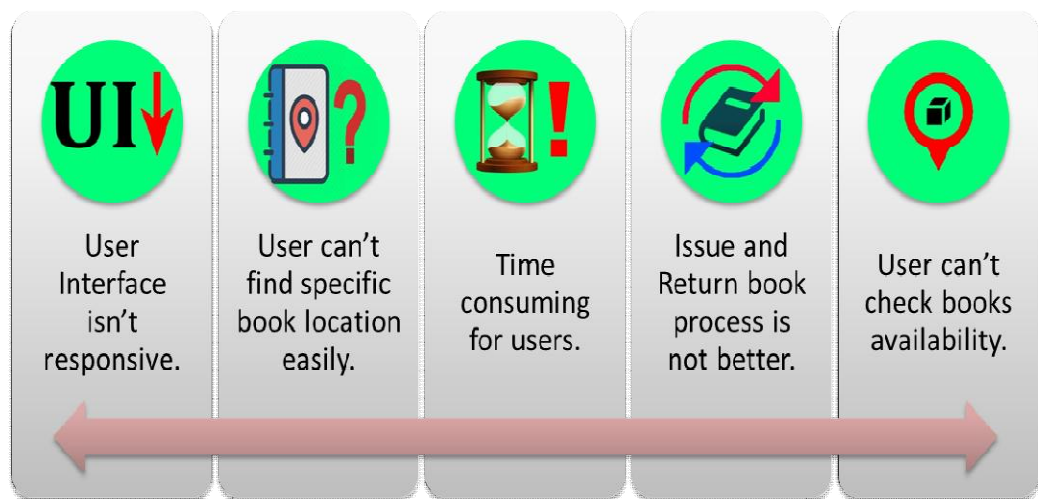 UI
User
Interface
isn't
responsive.
?
User can't
find specific
book location
easily.
!
Time
consuming
for users.
Issue and
Return book
process is
not better.
User can't
check books
availability.